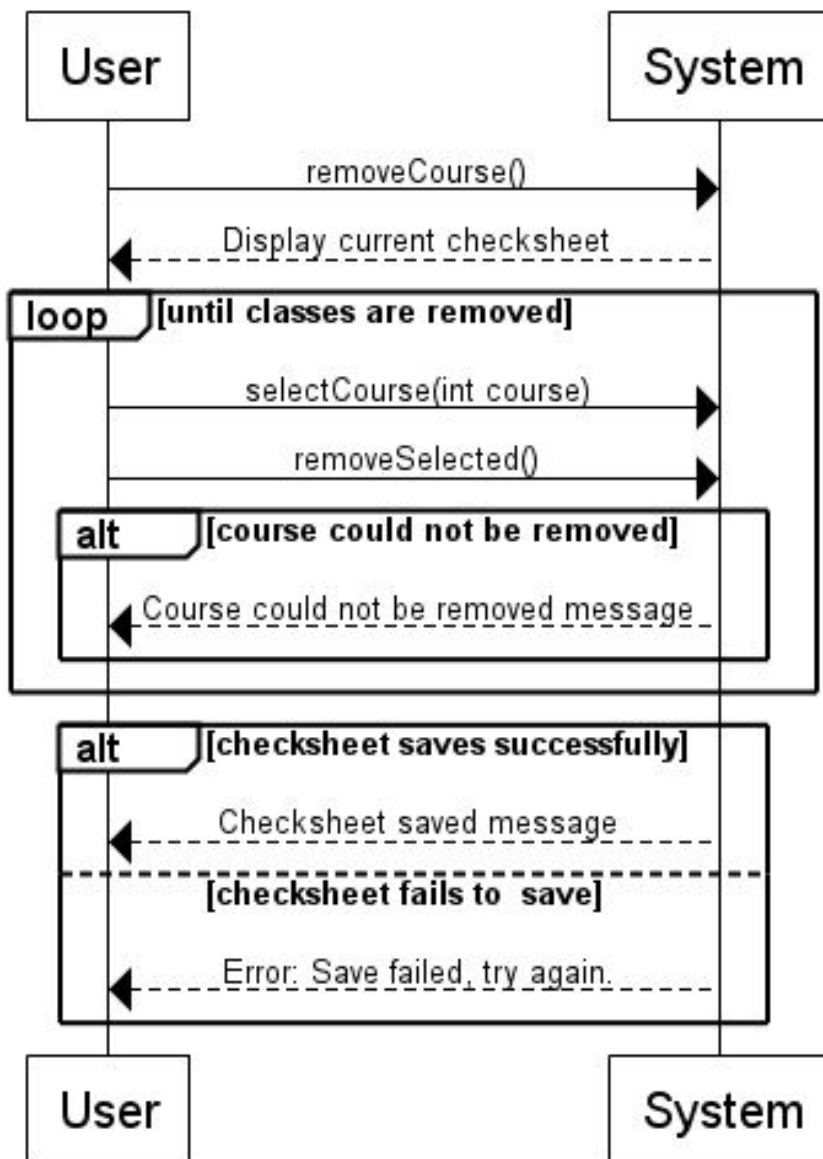 User System
removeCourse()
Display current checksheet
loop [until classes are removed]
selectCourse(int course)
removeSelected()
alt [course could not be removed]
Course could not be removed message
alt [checksheet saves successfully]
Checksheet saved message
[checksheet fails to  save]
Error: Save failed, try again.
User System